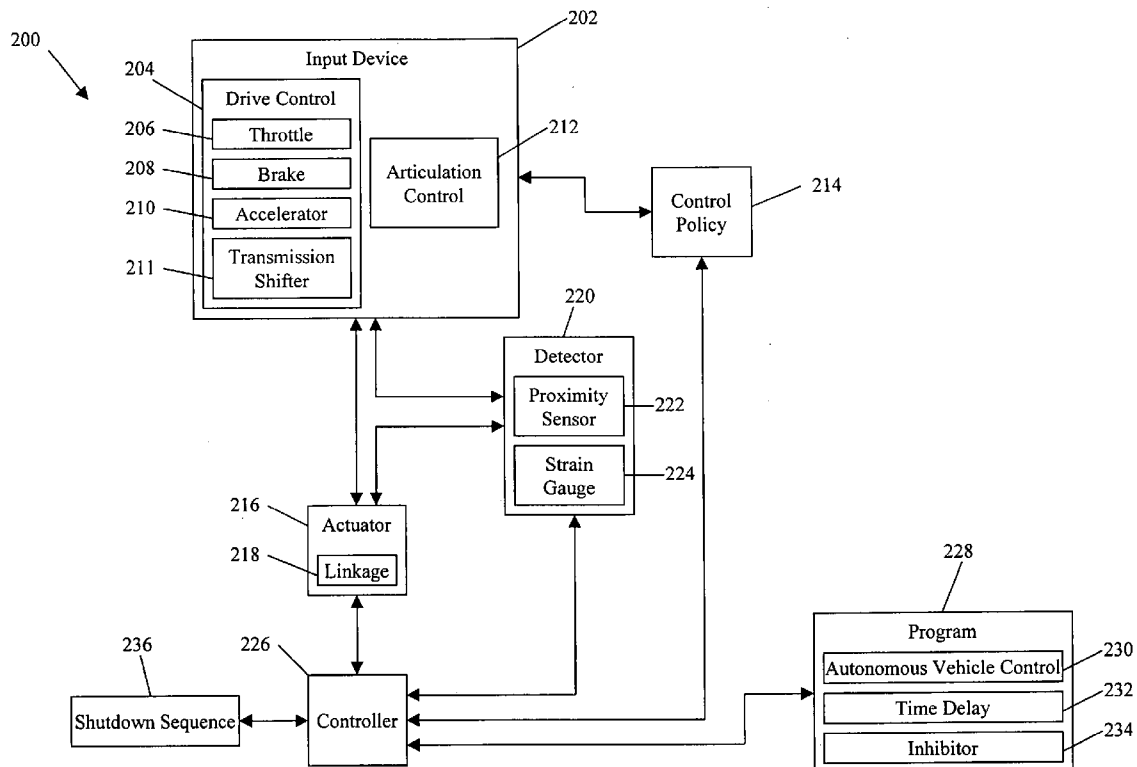 200
202
Input Device
204
Drive Control
206
Throttle
208
Brake
210
Accelerator
211
Transmission
Shifter
212
Articulation
Control
214
Control
Policy
220
Detector
Proximity
Sensor
222
Strain
Gauge
224
216
Actuator
218
Linkage
226
Controller
236
Shutdown Sequence
228
Program
Autonomous Vehicle Control
230
Time Delay
232
Inhibitor
234